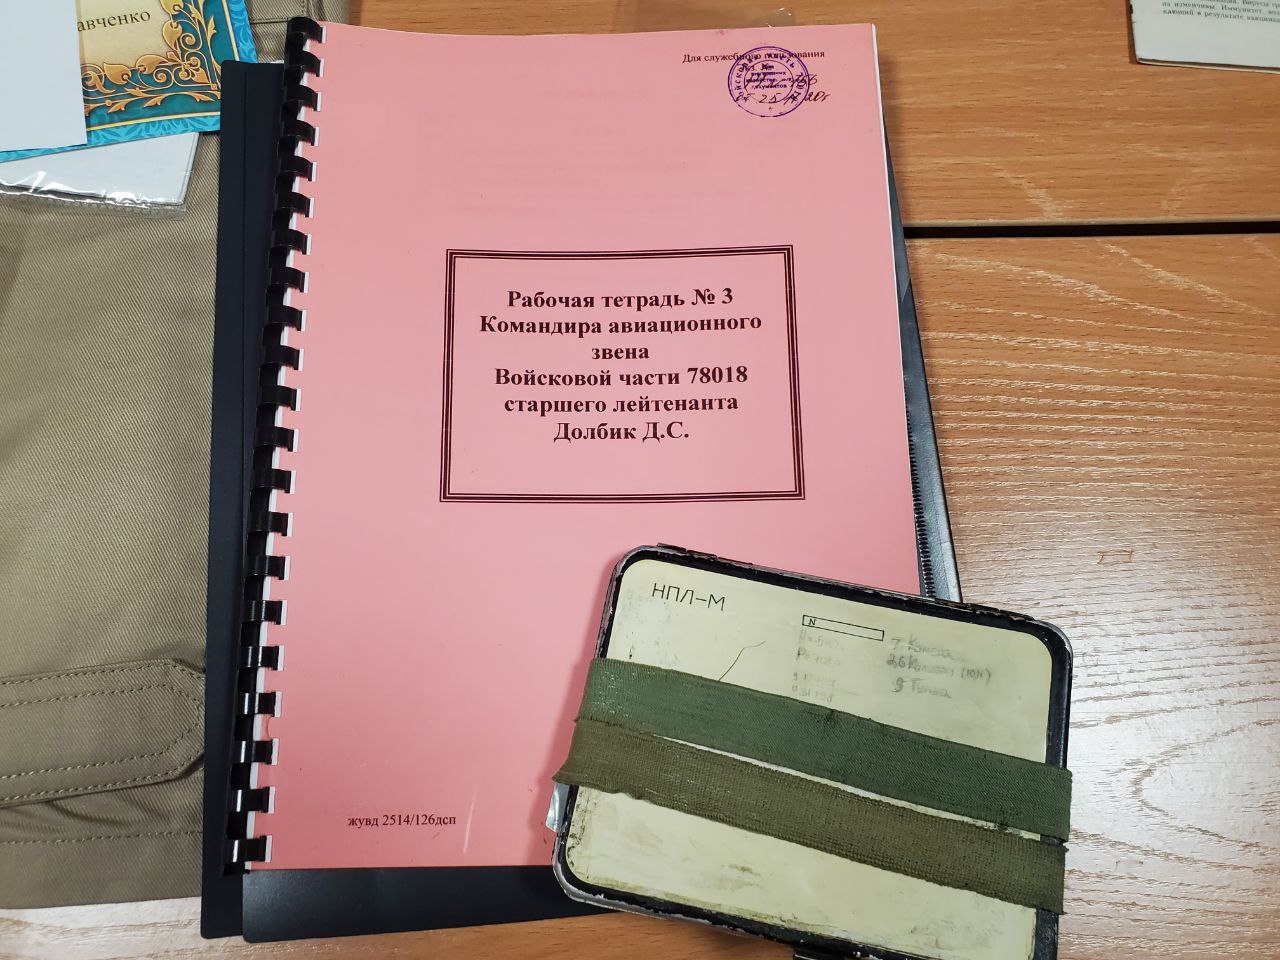 авченко
Для служебного пользования
Рабочая тетрадь № 3
Командира авиационного
звена
Войсковой части 78018
старшего лейтенанта
Долбик Д.С.
НПЛ-М
N
жувд 2514/126дсп